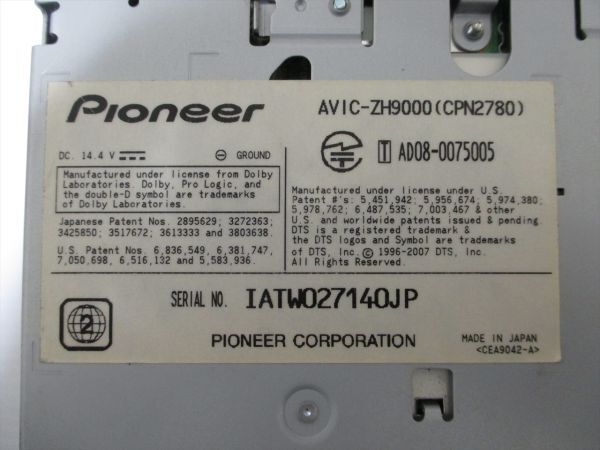 Pioneer
AVIC-ZH9000(CPN2780)
DC. 14.4 V
GROUND
T AD08-0075005
Manufactured under license from Dolby
Laboratories. Dolby, Pro Logic, and
the double-D symbol are trademarks
of Dolby Laboratories.
Japanese Patent Nos. 2895629; 3272363;
3425850; 3517672; 3613333 and 3803638.
U.S. Patent Nos. 6,836,549, 6,381,747,
7,050,698, 6,516,132 and 5,583,936.
Manufactured under license under U.S.
Patent #'s: 5,451,942; 5,956,674; 5,974,380;
5,978,762; 6,487,535; 7,003,467 & other
U.S. and worldwide patents issued & pending
DTS is a registered trademark &
the DTS logos and Symbol are trademarks
of DTS, Inc.© 1996-2007 DTS, Inc.
All Rights Reserved.
2
SERIAL NO. IATW027140JP
PIONEER CORPORATION
MADE IN JAPAN
<CEA9042-A>